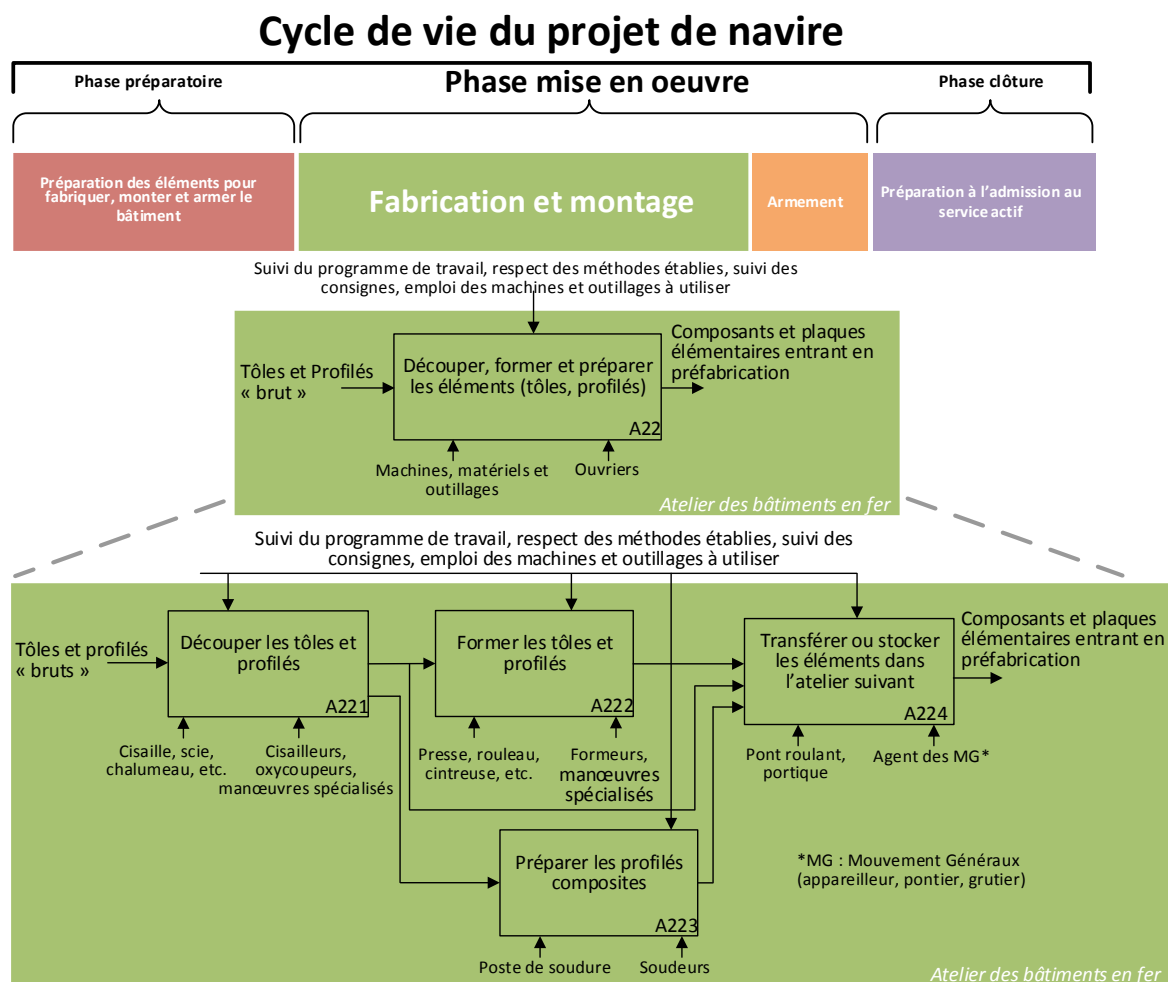 Cycle de vie du projet de navire
Phase préparatoire
Phase mise en oeuvre
Phase clôture
Préparation des éléments pour
fabriquer, monter et armer le
bâtiment
Fabrication et montage
Armement
Préparation à l'admission au
service actif
Suivi du programme de travail, respect des méthodes établies, suivi des
consignes, emploi des machines et outillages à utiliser
Tôles et Profilés
« brut »
Découper, former et préparer
les éléments (tôles, profilés)
A22
Composants et plaques
élémentaires entrant en
préfabrication
Machines, matériels et
outillages
Ouvriers
Atelier des bâtiments en fer
Suivi du programme de travail, respect des méthodes établies, suivi des
consignes, emploi des machines et outillages à utiliser
Tôles et profilés
« bruts »
Découper les tôles et
profilés
A221
Former les tôles et
profilés
A222
Transférer ou stocker
les éléments dans
l'atelier suivant
A224
Composants et plaques
élémentaires entrant en
préfabrication
Cisaille, scie,
chalumeau, etc.
Cisailleurs,
oxycoupeurs,
manœuvres spécialisés
Presse, rouleau,
cintreuse, etc.
Formeurs,
manœuvres
spécialisés
Pont roulant,
portique
Agent des MG*
Préparer les profilés
composites
A223
*MG : Mouvement Généraux
(appareilleur, pontier, grutier)
Poste de soudure
Soudeurs
Atelier des bâtiments en fer